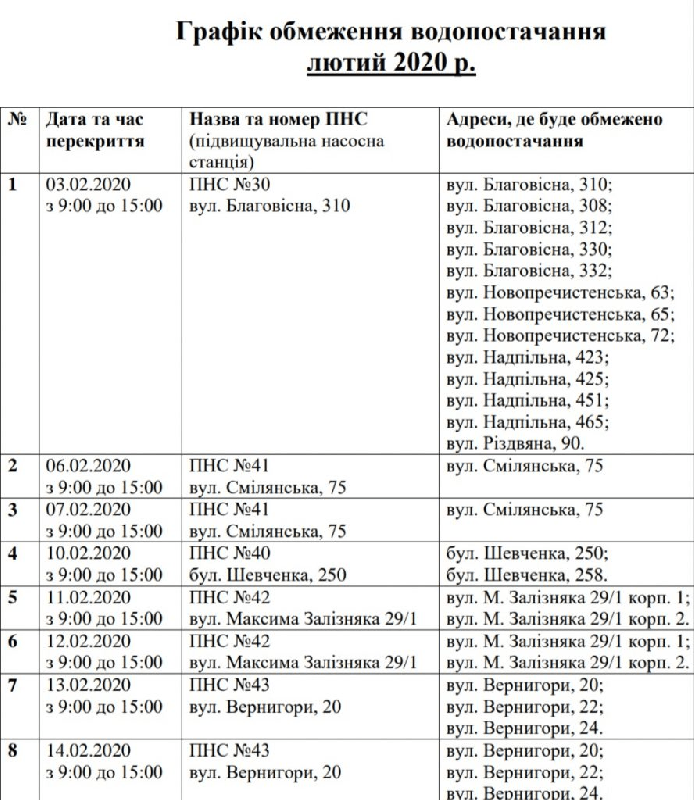 Графік обмеження водопостачання
лютий 2020 р.
№ Дата та час перекриття Назва та номер ПНС (підвищувальна насосна станція) Адреси, де буде обмежено водопостачання
1 03.02.2020 ПНС №30 вул. Благовісна, 310;
з 9:00 до 15:00 вул. Благовісна, 310 вул. Благовісна, 308;
вул. Благовісна, 312;
вул. Благовісна, 330;
вул. Благовісна, 332;
вул. Новопречистенська, 63;
вул. Новопречистенська, 65;
вул. Новопречистенська, 72;
вул. Надпільна, 423;
вул. Надпільна, 425;
вул. Надпільна, 451;
вул. Надпільна, 465;
вул. Різдвяна, 90.
2 06.02.2020 ПНС №41 вул. Смілянська, 75
з 9:00 до 15:00 вул. Смілянська, 75
3 07.02.2020 ПНС №41 вул. Смілянська, 75
з 9:00 до 15:00 вул. Смілянська, 75
4 10.02.2020 ПНС №40 бул. Шевченка, 250;
з 9:00 до 15:00 бул. Шевченка, 250 бул. Шевченка, 258.
5 11.02.2020 ПНС №42 вул. М. Залізняка 29/1 корп. 1;
з 9:00 до 15:00 вул. Максима Залізняка 29/1 вул. М. Залізняка 29/1 корп. 2.
6 12.02.2020 ПНС №42 вул. М. Залізняка 29/1 корп. 1;
з 9:00 до 15:00 вул. Максима Залізняка 29/1 вул. М. Залізняка 29/1 корп. 2.
7 13.02.2020 ПНС №43 вул. Вернигори, 20;
з 9:00 до 15:00 вул. Вернигори, 20 вул. Вернигори, 22;
вул. Вернигори, 24.
8 14.02.2020 ПНС №43 вул. Вернигори, 20;
з 9:00 до 15:00 вул. Вернигори, 20 вул. Вернигори, 22;
вул. Вернигори, 24.